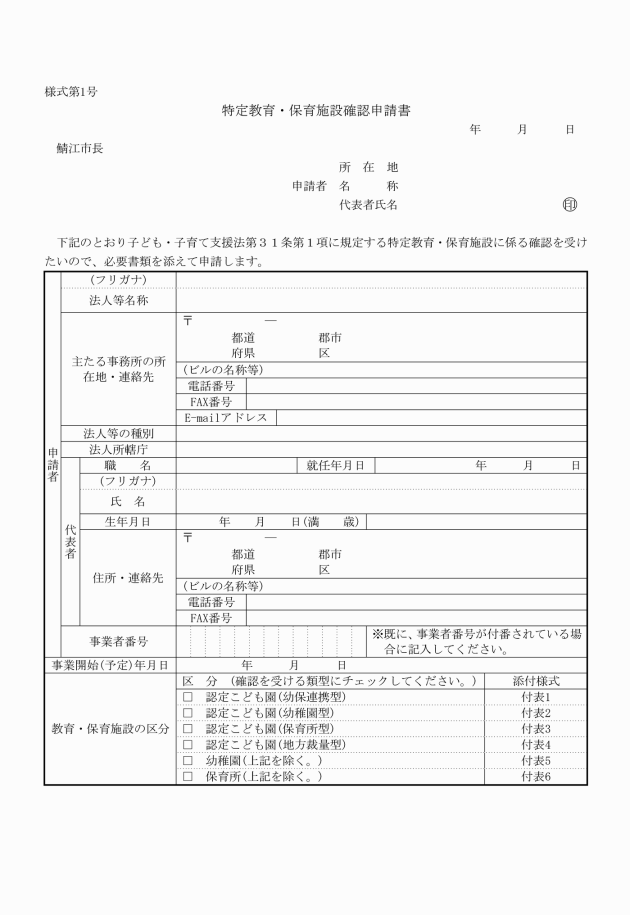 様式第1号
特定教育・保育施設確認申請書
年　　月　　日
鯖江市長
所　在　地
申請者　名　　　称
代表者氏名　㊞
下記のとおり子ども・子育て支援法第３１条第１項に規定する特定教育・保育施設に係る確認を受け
たいので、必要書類を添えて申請します。
申請者
(フリガナ)
法人等名称
主たる事務所の所
在地・連絡先
〒　　　　―
都道　　　　郡市
府県　　　　区
(ビルの名称等)
電話番号
FAX番号
E-mailアドレス
法人等の種別
法人所轄庁
代表者
職　　名　　就任年月日　　年　　月　　日
(フリガナ)
氏　名
生年月日　　年　　月　　日(満　　歳)
住所・連絡先
〒　　　　―
都道　　　　郡市
府県　　　　区
(ビルの名称等)
電話番号
FAX番号
事業者番号
※既に、事業者番号が付番されている場
合に記入してください。
事業開始(予定)年月日　　年　　月　　日
教育・保育施設の区分
区　分　(確認を受ける類型にチェックしてください。)　添付様式
□　認定こども園(幼保連携型)　付表1
□　認定こども園(幼稚園型)　付表2
□　認定こども園(保育所型)　付表3
□　認定こども園(地方裁量型)　付表4
□　幼稚園(上記を除く。)　付表5
□　保育所(上記を除く。)　付表6